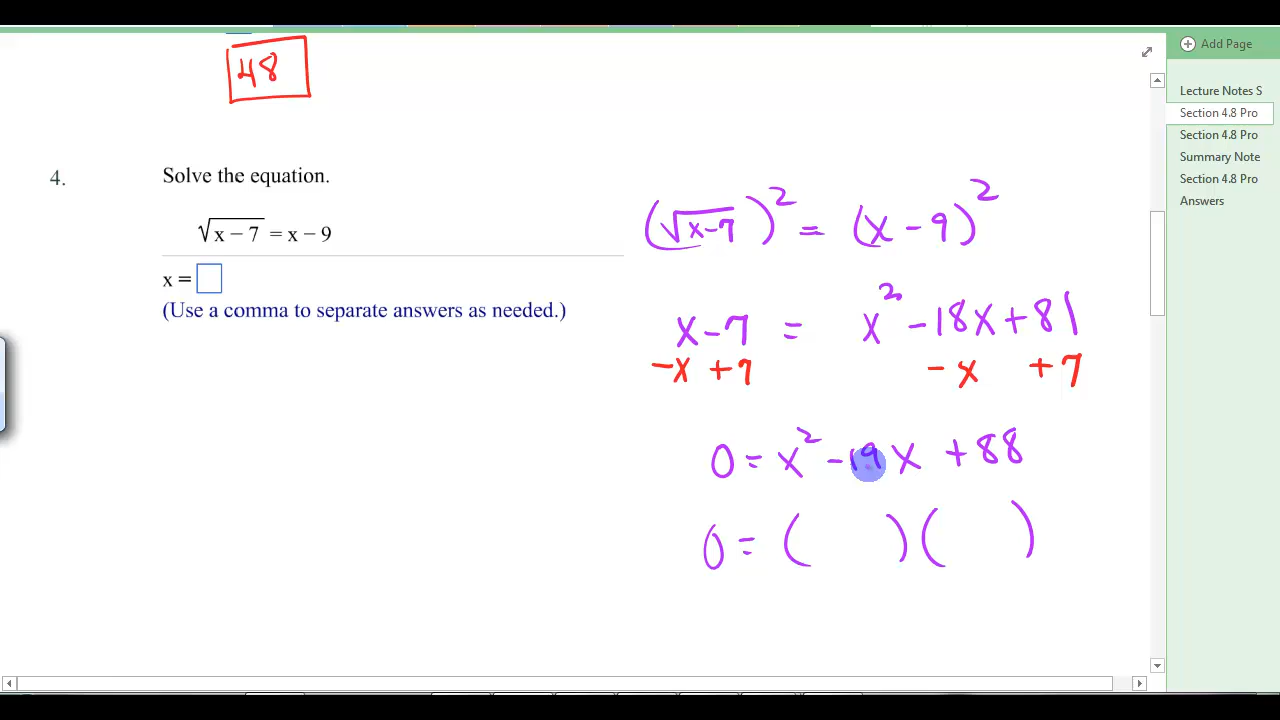 48
Add Page
Lecture Notes S
Section 4.8 Pro
Section 4.8 Pro
Summary Note
Section 4.8 Pro
Answers
4.
Solve the equation.
√x − 7 = x − 9
x =
(Use a comma to separate answers as needed.)
(√x-7)² = (x - 9)²
x - 7 = x² - 18x + 81
-x +7 -x +7
0 = x² - 19x + 88
0 = ( ) ( )